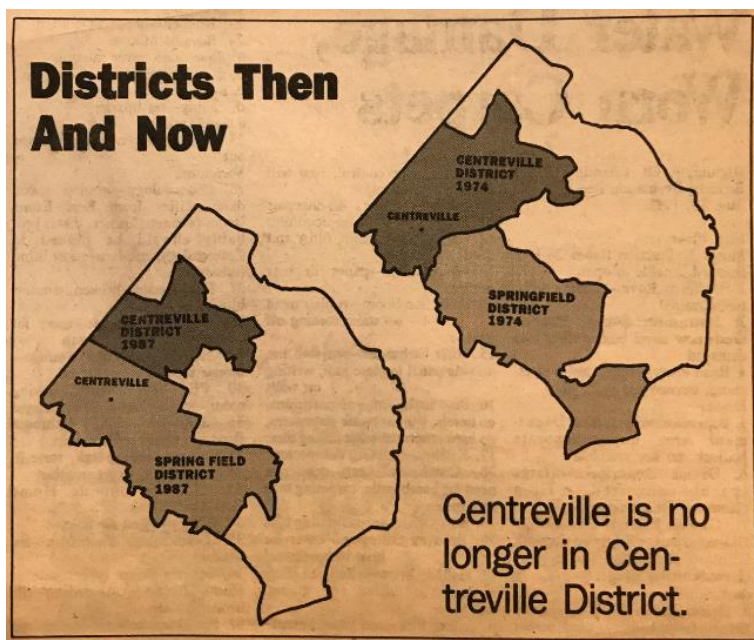 Districts Then
And Now
CENTREVILLE
DISTRICT
1974
CENTREVILLE
SPRINGFIELD
DISTRICT
1974
CENTREVILLE
DISTRICT
1987
CENTREVILLE
SPRING FIELD
DISTRICT
1987
Centreville is no
longer in Cen-
treville District.